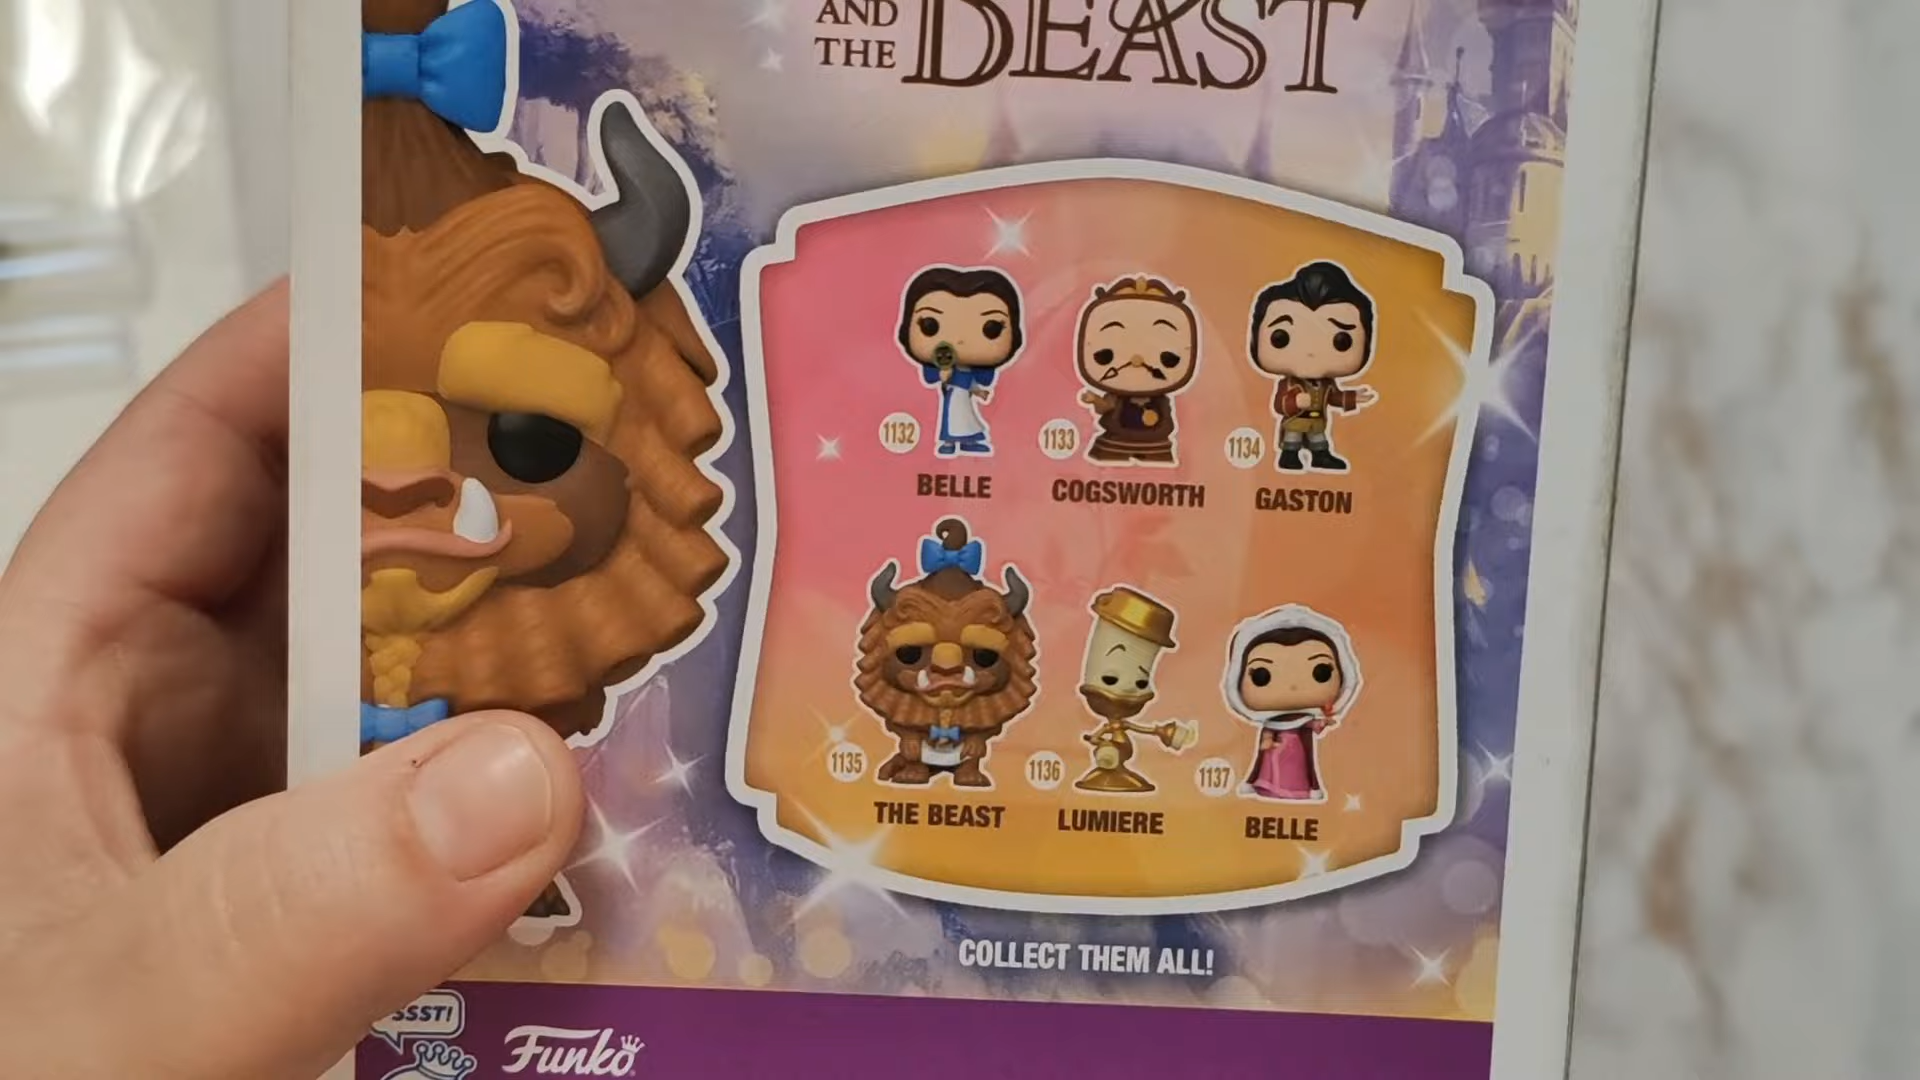 AND
THE BEAST
1132
1133
1134
BELLE
COGSWORTH
GASTON
1135
1136
1137
THE BEAST
LUMIERE
BELLE
COLLECT THEM ALL!
SSST!
Funko